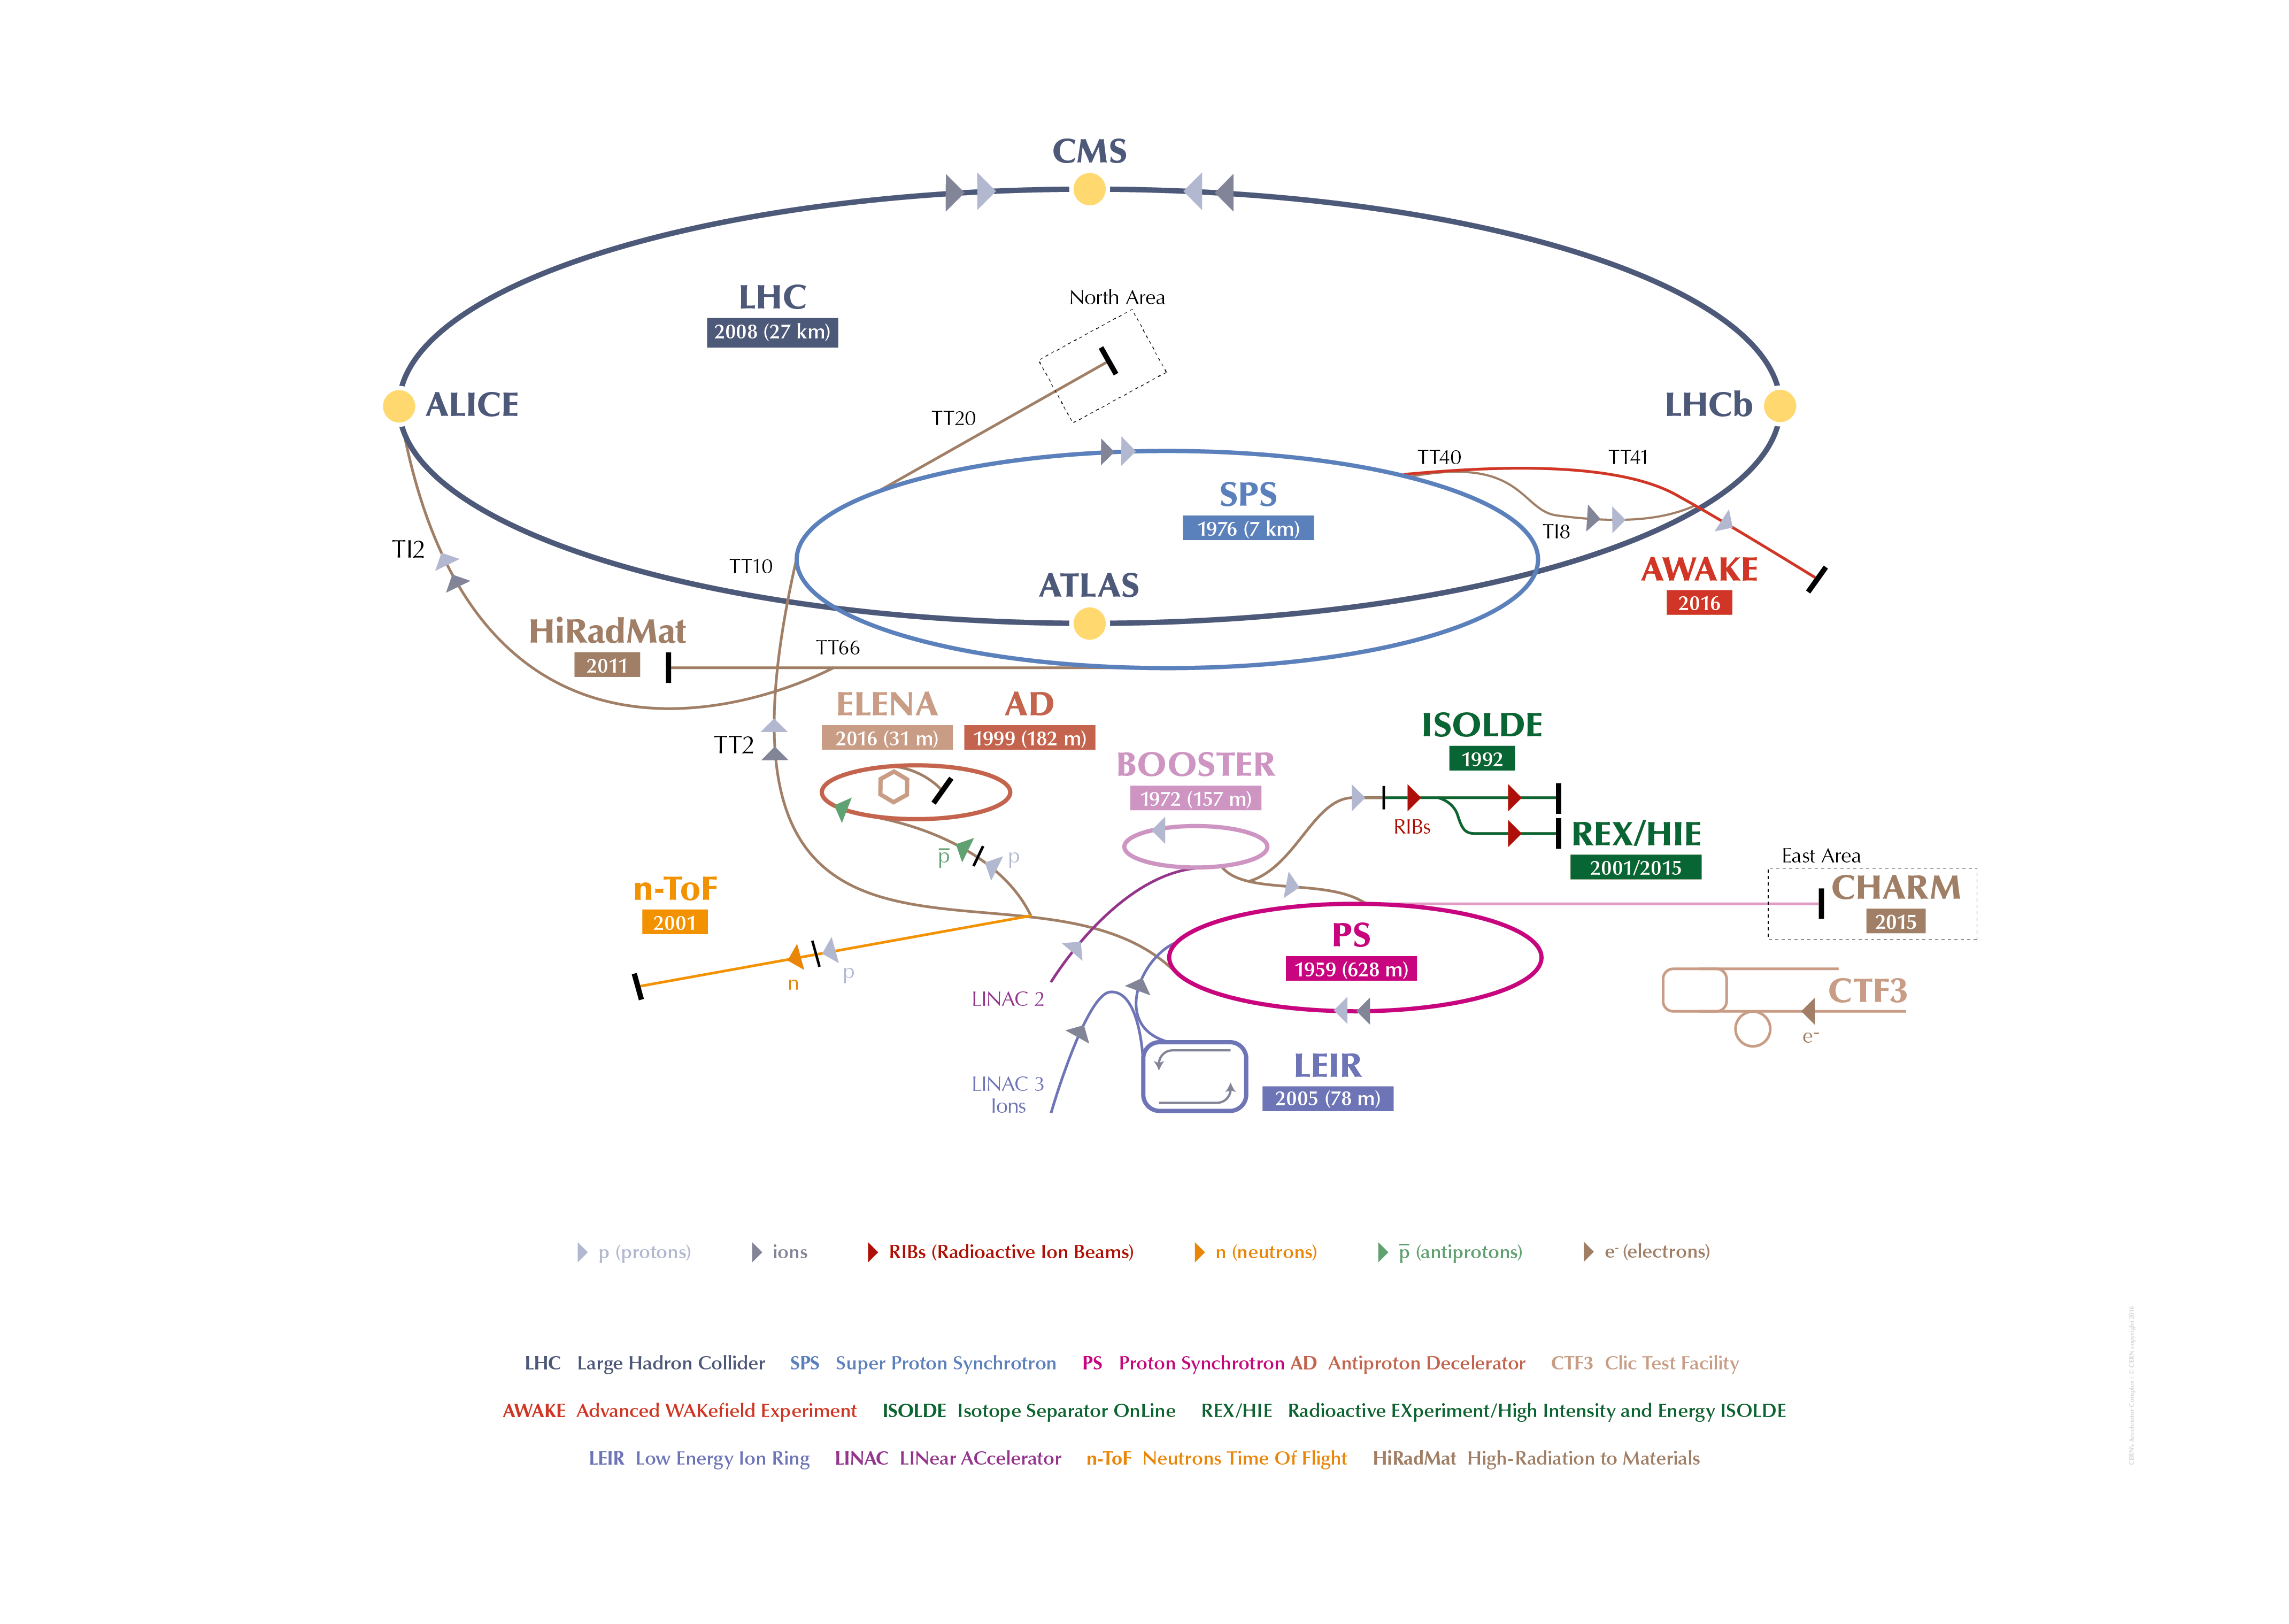 CMS
LHC
2008 (27 km)
North Area
ALICE
LHCb
TT20
TT40
TT41
SPS
1976 (7 km)
TI8
TI2
TT10
AWAKE
2016
ATLAS
HiRadMat
2011
TT66
ELENA
2016 (31 m)
AD
1999 (182 m)
TT2
ISOLDE
1992
BOOSTER
1972 (157 m)
RIBs
REX/HIE
2001/2015
p̅
p
East Area
CHARM
2015
n-ToF
2001
PS
1959 (628 m)
p
n
LINAC 2
CTF3
e-
LEIR
2005 (78 m)
LINAC 3
Ions
p (protons) ions RIBs (Radioactive Ion Beams) n (neutrons) p̅ (antiprotons) e- (electrons)
LHC Large Hadron Collider SPS Super Proton Synchrotron PS Proton Synchrotron AD Antiproton Decelerator CTF3 Clic Test Facility
AWAKE Advanced WAKefield Experiment ISOLDE Isotope Separator OnLine REX/HIE Radioactive EXperiment/High Intensity and Energy ISOLDE
LEIR Low Energy Ion Ring LINAC LINear ACcelerator n-ToF Neutrons Time Of Flight HiRadMat High-Radiation to Materials
CERN's Accelerator Complex - © CERN copyright 2016